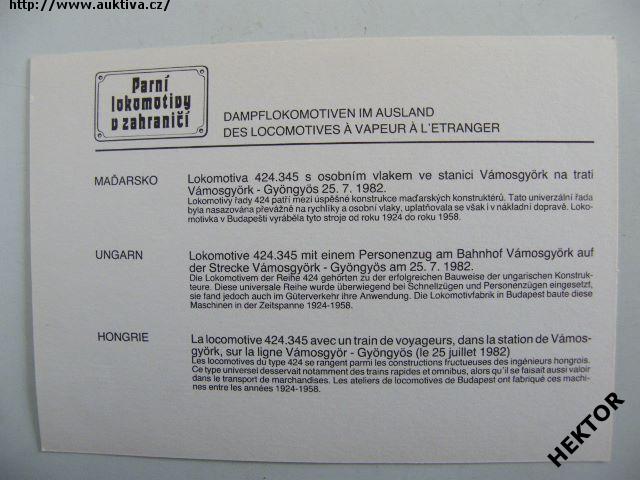 http://www.auktiva.cz/
Parní
lokomotivy
v zahraničí
DAMPFLOKOMOTIVEN IM AUSLAND
DES LOCOMOTIVES À VAPEUR À L'ETRANGER
MAĎARSKO
Lokomotiva 424.345 s osobním vlakem ve stanici Vámosgyörk na trati
Vámosgyörk - Gyöngyös 25. 7. 1982.
Lokomotivy řady 424 patří mezi úspěšné konstrukce maďarských konstruktérů. Tato univerzální řada
byla nasazována převážně na rychlíky a osobní vlaky, uplatňovala se však i v nákladní dopravě. Loko-
motivka v Budapešti vyráběla tyto stroje od roku 1924 do roku 1958.
UNGARN
Lokomotive 424.345 mit einem Personenzug am Bahnhof Vámosgyörk auf
der Strecke Vámosgyörk - Gyöngyös am 25. 7. 1982.
Die Lokomotivem der Reihe 424 gehörten zu der erfolgreichen Bauweise der ungarischen Konstruk-
teure. Diese universale Reihe wurde überwiegend bei Schnellzügen und Personenzügen eingesetzt,
sie fand jedoch auch im Güterverkehr ihre Anwendung. Die Lokomotivfabrik in Budapest baute diese
Maschinen in der Zeitspanne 1924-1958.
HONGRIE
La locomotive 424.345 avec un train de voyageurs, dans la station de Vámos-
györk, sur la ligne Vámosgyör - Gyöngyös (le 25 juillet 1982)
Les locomotives du type 424 se rangent parmi les constructions fructueuses des ingénieurs hongrois.
Ce type universel desservait notamment des trains rapides et omnibus, alors qu'il se faisait aussi valoir
dans le transport de marchandises. Les ateliers de locomotives de Budapest ont fabriqué ces machi-
nes entre les années 1924-1958.
HEKTOR